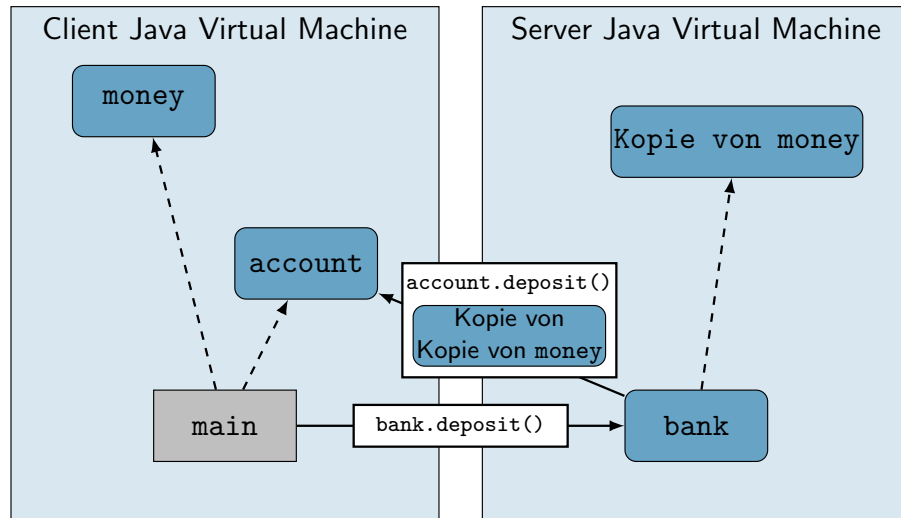 Client Java Virtual Machine
Server Java Virtual Machine
money
Kopie von money
account
account.deposit()
Kopie von
Kopie von money
main
bank.deposit()
bank